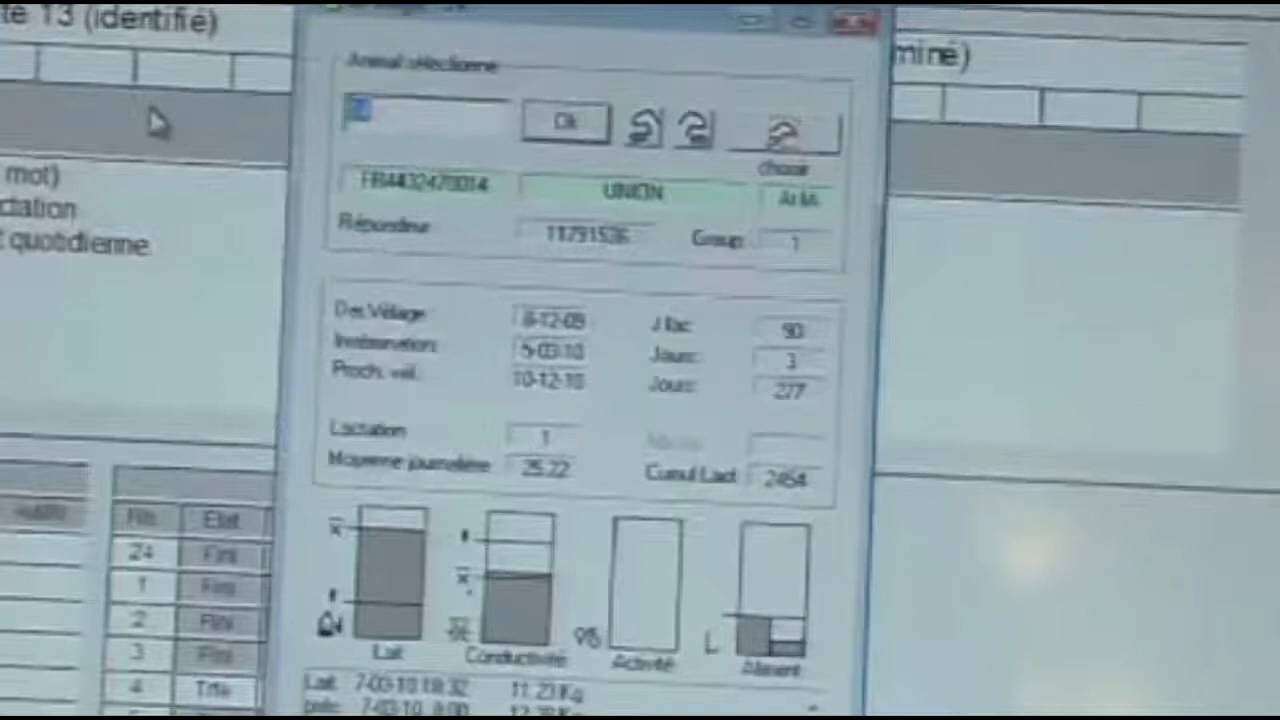 te 13 (identifié)
miné)
Animal sélectionné
Ok
choisir
FR4432470014 UNION
Répondeur 11791536 Group: 1
mot)
ctation
t quotidienne
Der. Vêlage 8-12-09 J lac: 90
Insémination: 5-03-10 Jours: 3
Proch. vêl.: 10-12-10 Jours: 277
Lactation 1
Moyenne journalière 25.22 Cumul Lact 2454
Etat
24 Fini
1 Fini
2 Fini
3 Fini
4 Traite
% L
Lait Conductivité Activité Aliment
Lait: 7-03-10 18:32 11.23 Kg